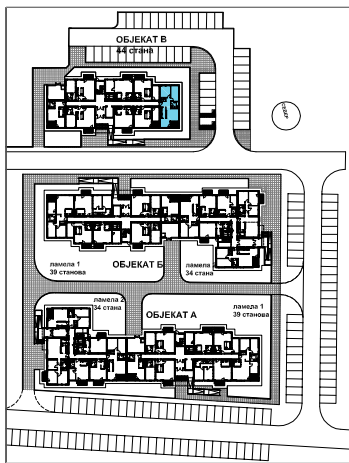 ОБЈЕКАТ В
44 стана
СЕВЕР
ламела 1
39 станова
ОБЈЕКАТ Б
ламела
34 стана
ламела 2
34 стана
ОБЈЕКАТ А
ламела 1
39 станова